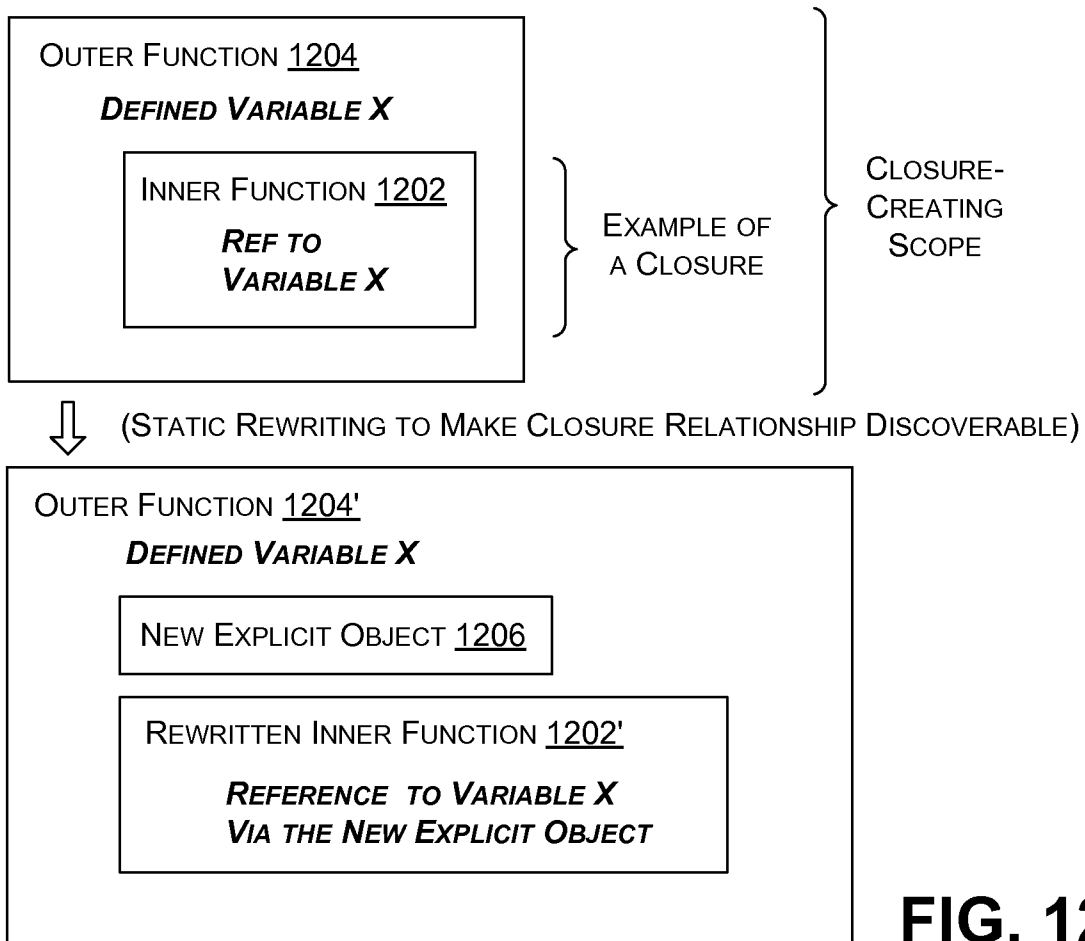 OUTER FUNCTION 1204
DEFINED VARIABLE X
INNER FUNCTION 1202
REF TO
VARIABLE X
EXAMPLE OF
A CLOSURE
CLOSURE-
CREATING
SCOPE
(STATIC REWRITING TO MAKE CLOSURE RELATIONSHIP DISCOVERABLE)
OUTER FUNCTION 1204'
DEFINED VARIABLE X
NEW EXPLICIT OBJECT 1206
REWRITTEN INNER FUNCTION 1202'
REFERENCE TO VARIABLE X
VIA THE NEW EXPLICIT OBJECT
FIG. 12